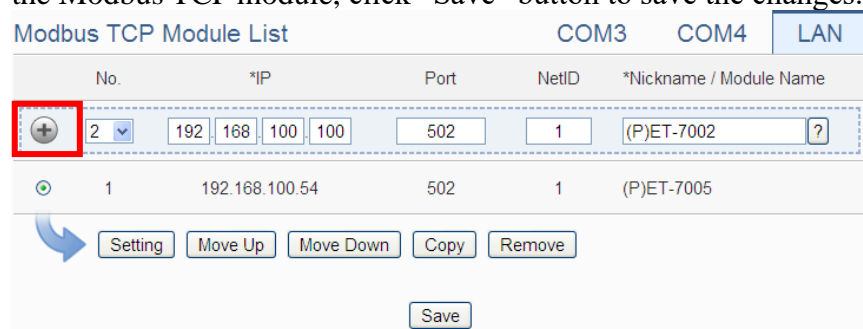 the Modbus TCP module, click "Save" button to save the changes.
Modbus TCP Module List COM3 COM4 LAN
No. *IP Port NetID *Nickname / Module Name
2 192 . 168 . 100 . 100 502 1 (P)ET-7002 ?
1 192.168.100.54 502 1 (P)ET-7005
Setting Move Up Move Down Copy Remove
Save